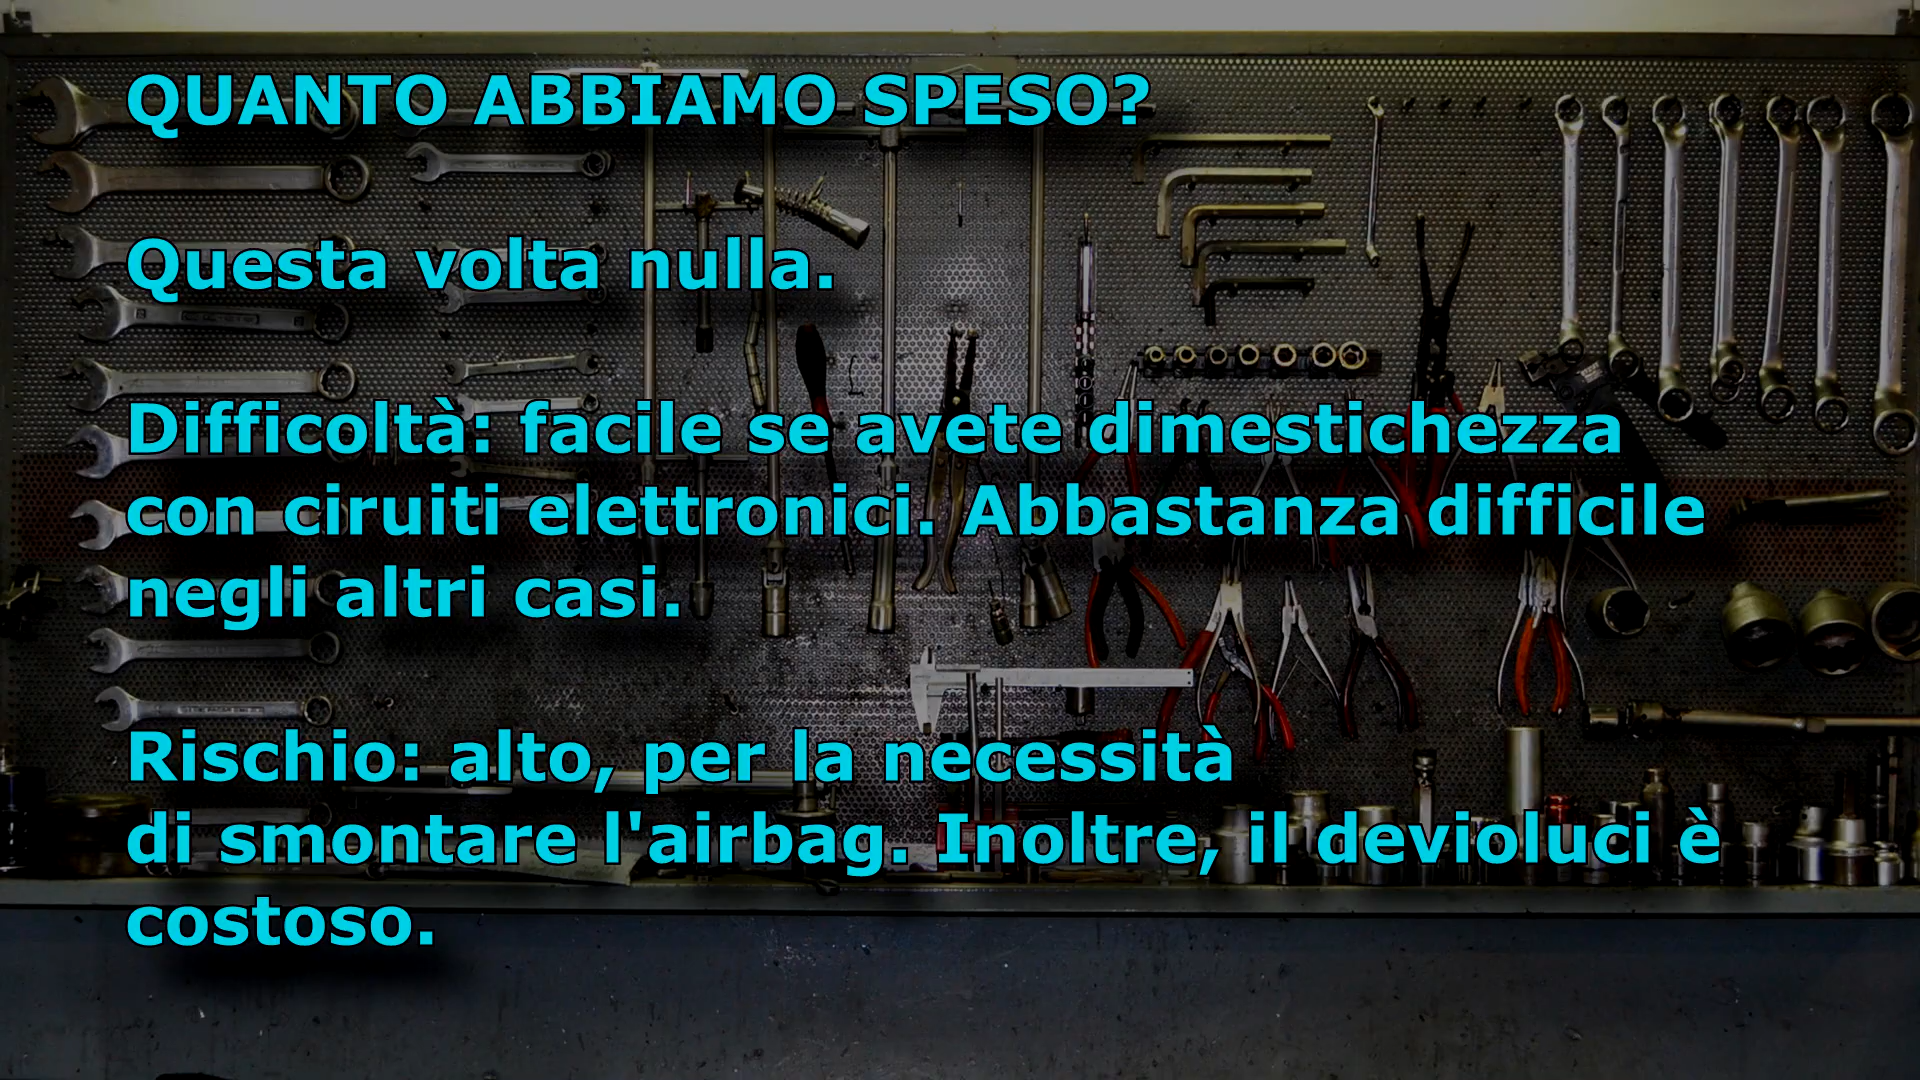 QUANTO ABBIAMO SPESO?
Questa volta nulla.
Difficoltà: facile se avete dimestichezza
con ciruiti elettronici. Abbastanza difficile
negli altri casi.
Rischio: alto, per la necessità
di smontare l'airbag. Inoltre, il devioluci è
costoso.